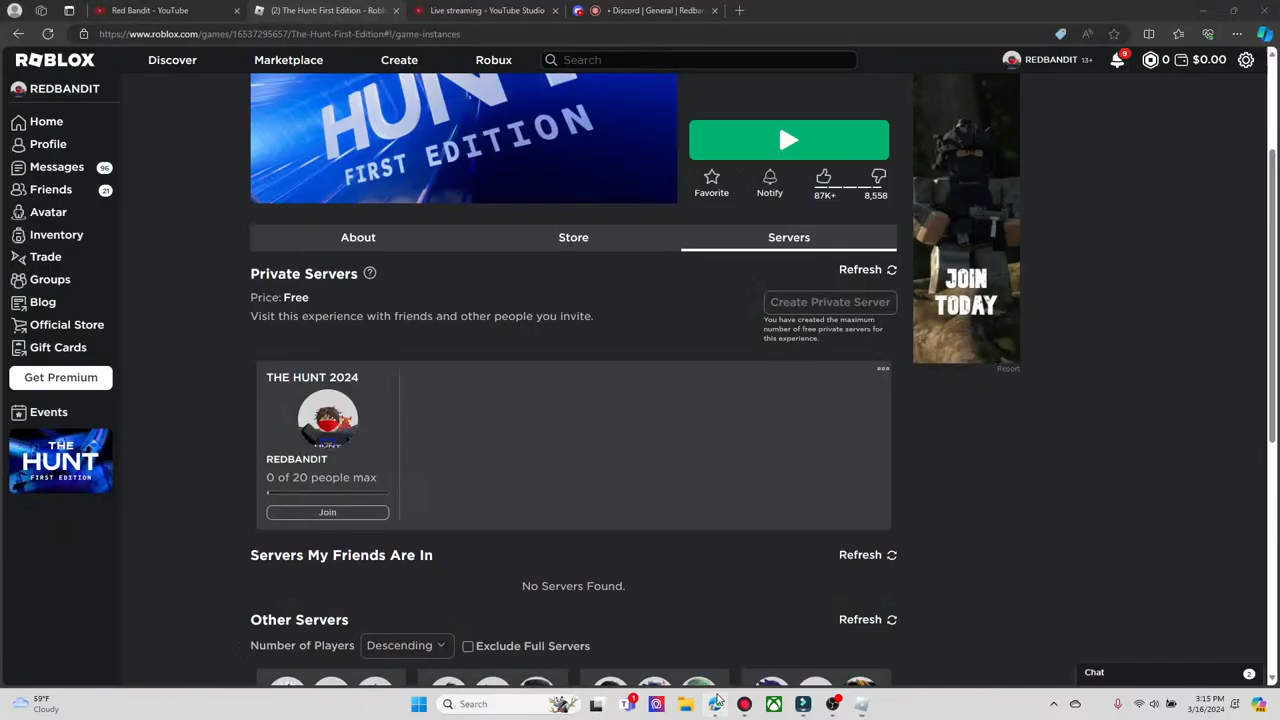 Red Bandit - YouTube
(2) The Hunt: First Edition - Robl
Live streaming - YouTube Studio
• Discord | General | Redba
https://www.roblox.com/games/16537295657/The-Hunt-First-Edition#!/game-instances
ROBLOX
Discover
Marketplace
Create
Robux
Search
REDBANDIT 13+
9
0
$0.00
REDBANDIT
Home
Profile
Messages 96
Friends 21
Avatar
Inventory
Trade
Groups
Blog
Official Store
Gift Cards
Get Premium
Events
THE
HUNT
FIRST EDITION
HUNT
FIRST EDITION
Favorite
Notify
87K+
8,558
About
Store
Servers
Private Servers
Refresh
Price: Free
Visit this experience with friends and other people you invite.
Create Private Server
You have created the maximum
number of free private servers for
this experience.
THE HUNT 2024
REDBANDIT
0 of 20 people max
Join
Servers My Friends Are In
Refresh
No Servers Found.
Other Servers
Refresh
Number of Players
Descending
Exclude Full Servers
JOIN
TODAY
Report
Chat
2
59°F
Cloudy
Search
1
3:15 PM
3/16/2024